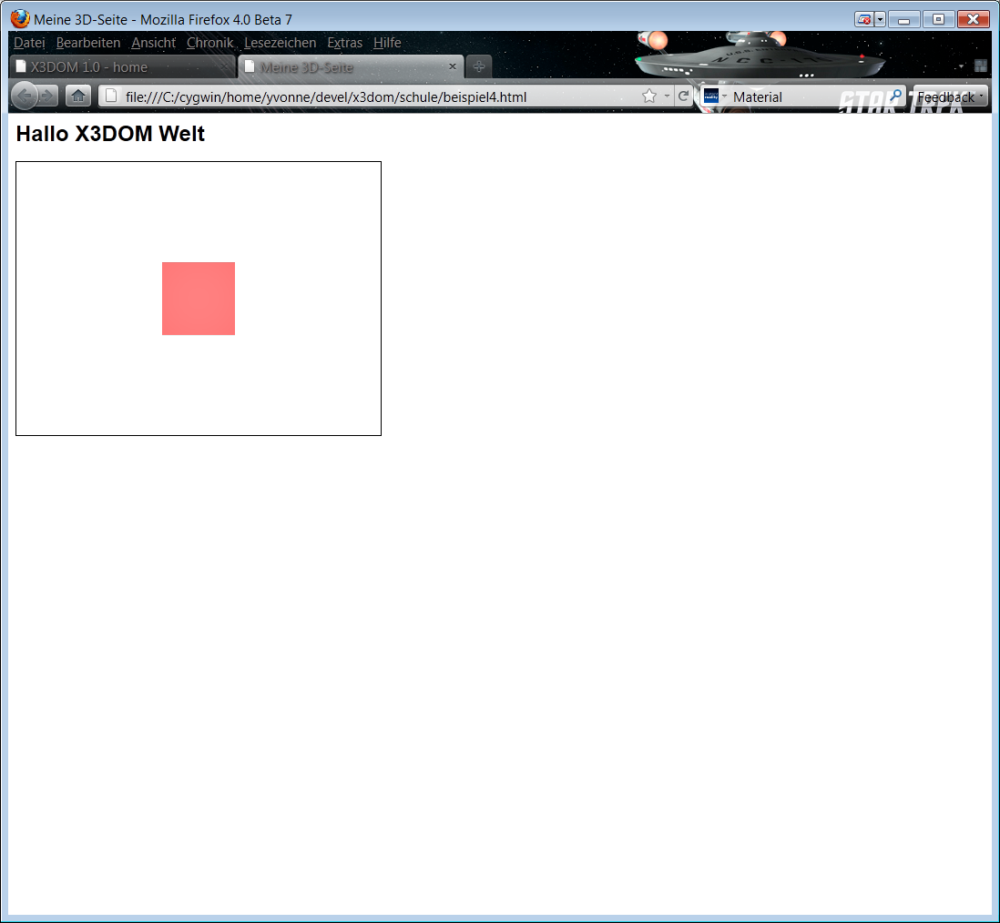 Meine 3D-Seite - Mozilla Firefox 4.0 Beta 7
Datei Bearbeiten Ansicht Chronik Lesezeichen Extras Hilfe
X3DOM 1.0 - home Meine 3D-Seite
file:///C:/cygwin/home/yvonne/devel/x3dom/schule/beispiel4.html Material Feedback
STAR TREK
Hallo X3DOM Welt